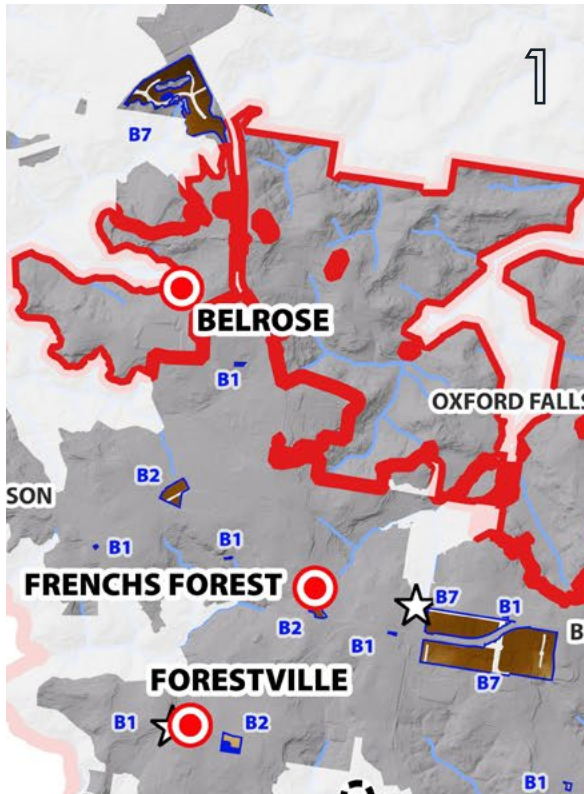 1
B7
BELROSE
B1
OXFORD FALLS
B2
SON
B1
B1
FRENCHS FOREST
B7
B1
B2
B1
B
FORESTVILLE
B7
B1
B2
B1